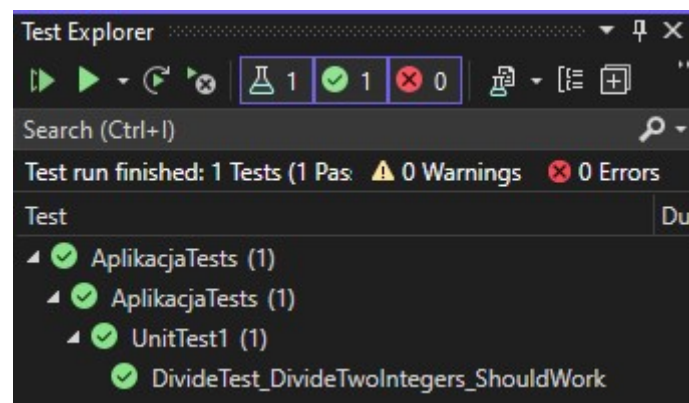 Test Explorer
1 1 0
Search (Ctrl+I)
Test run finished: 1 Tests (1 Pas 0 Warnings 0 Errors
Test Du
AplikacjaTests (1)
AplikacjaTests (1)
UnitTest1 (1)
DivideTest_DivideTwoIntegers_ShouldWork